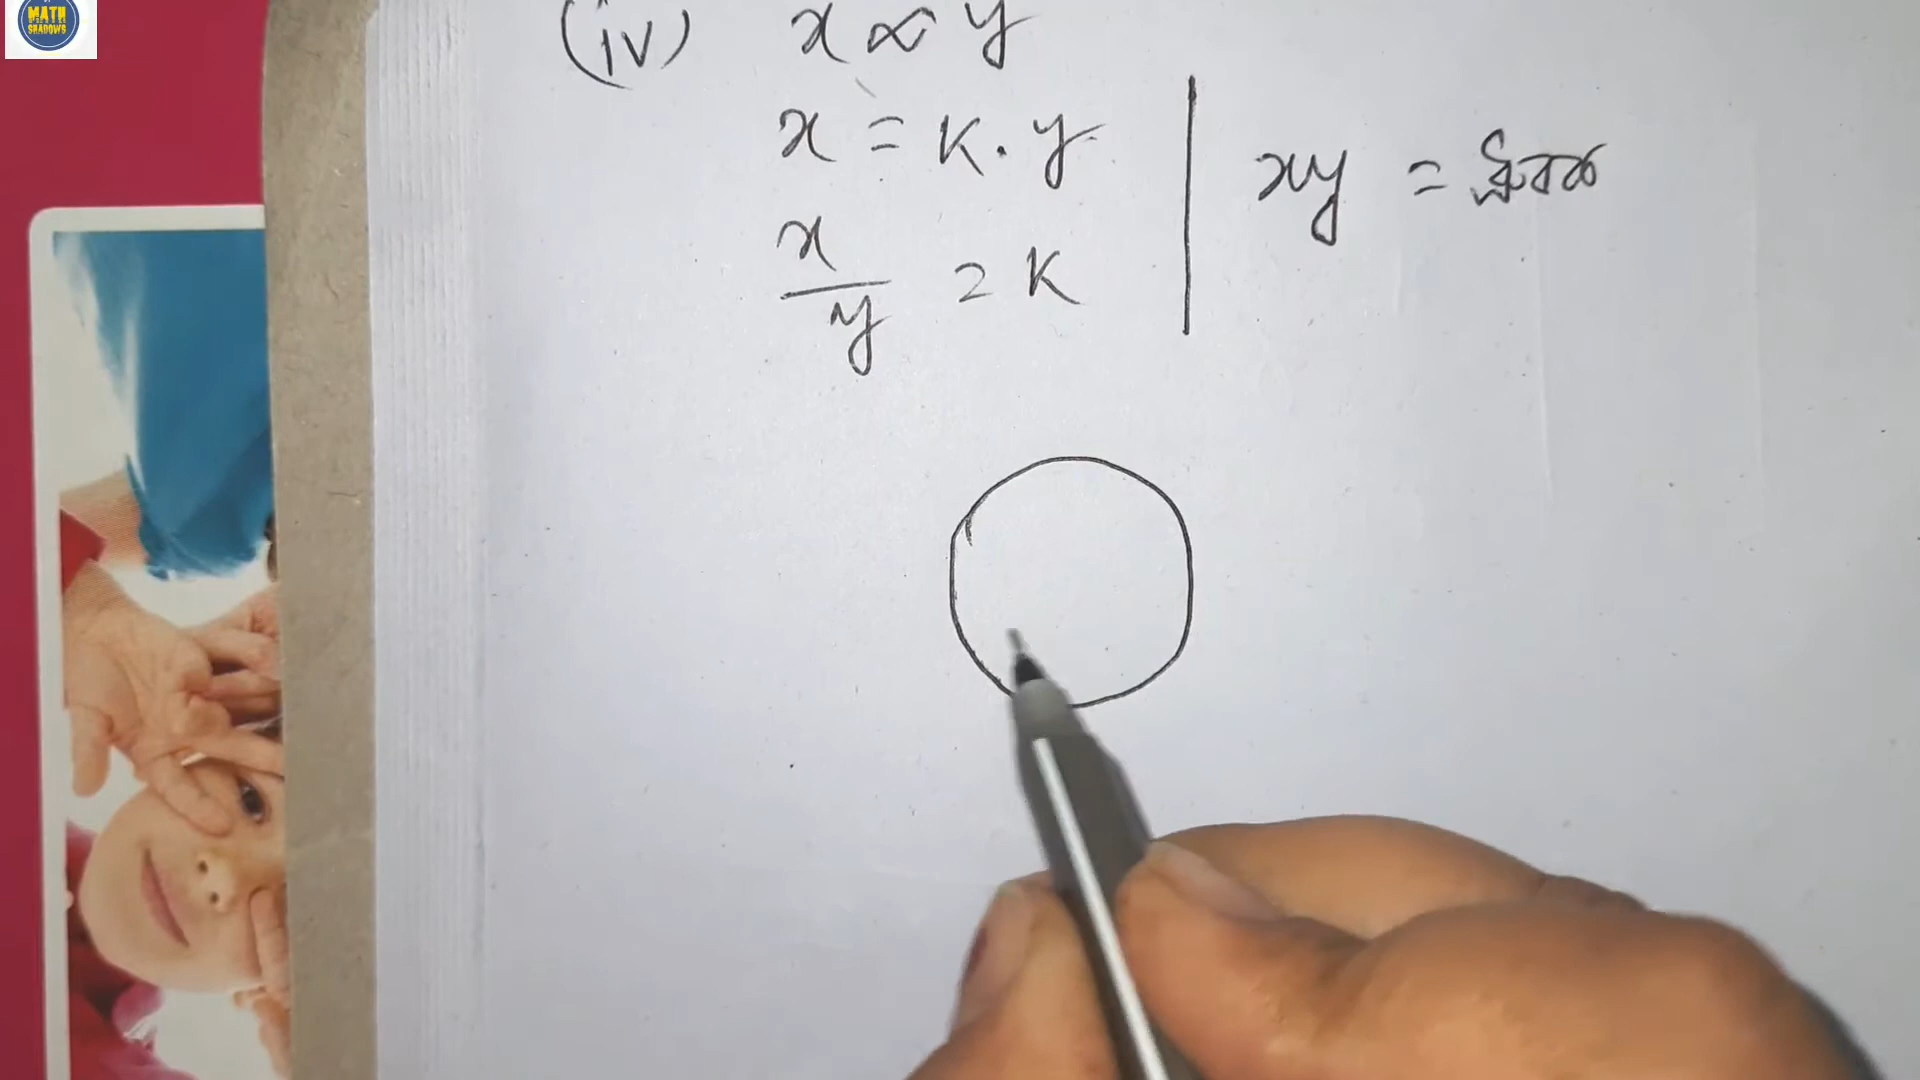 MATH
SHADOWS
(iv) x ∝ y
x = K . y
x/y = K
xy = ধ্রুবক